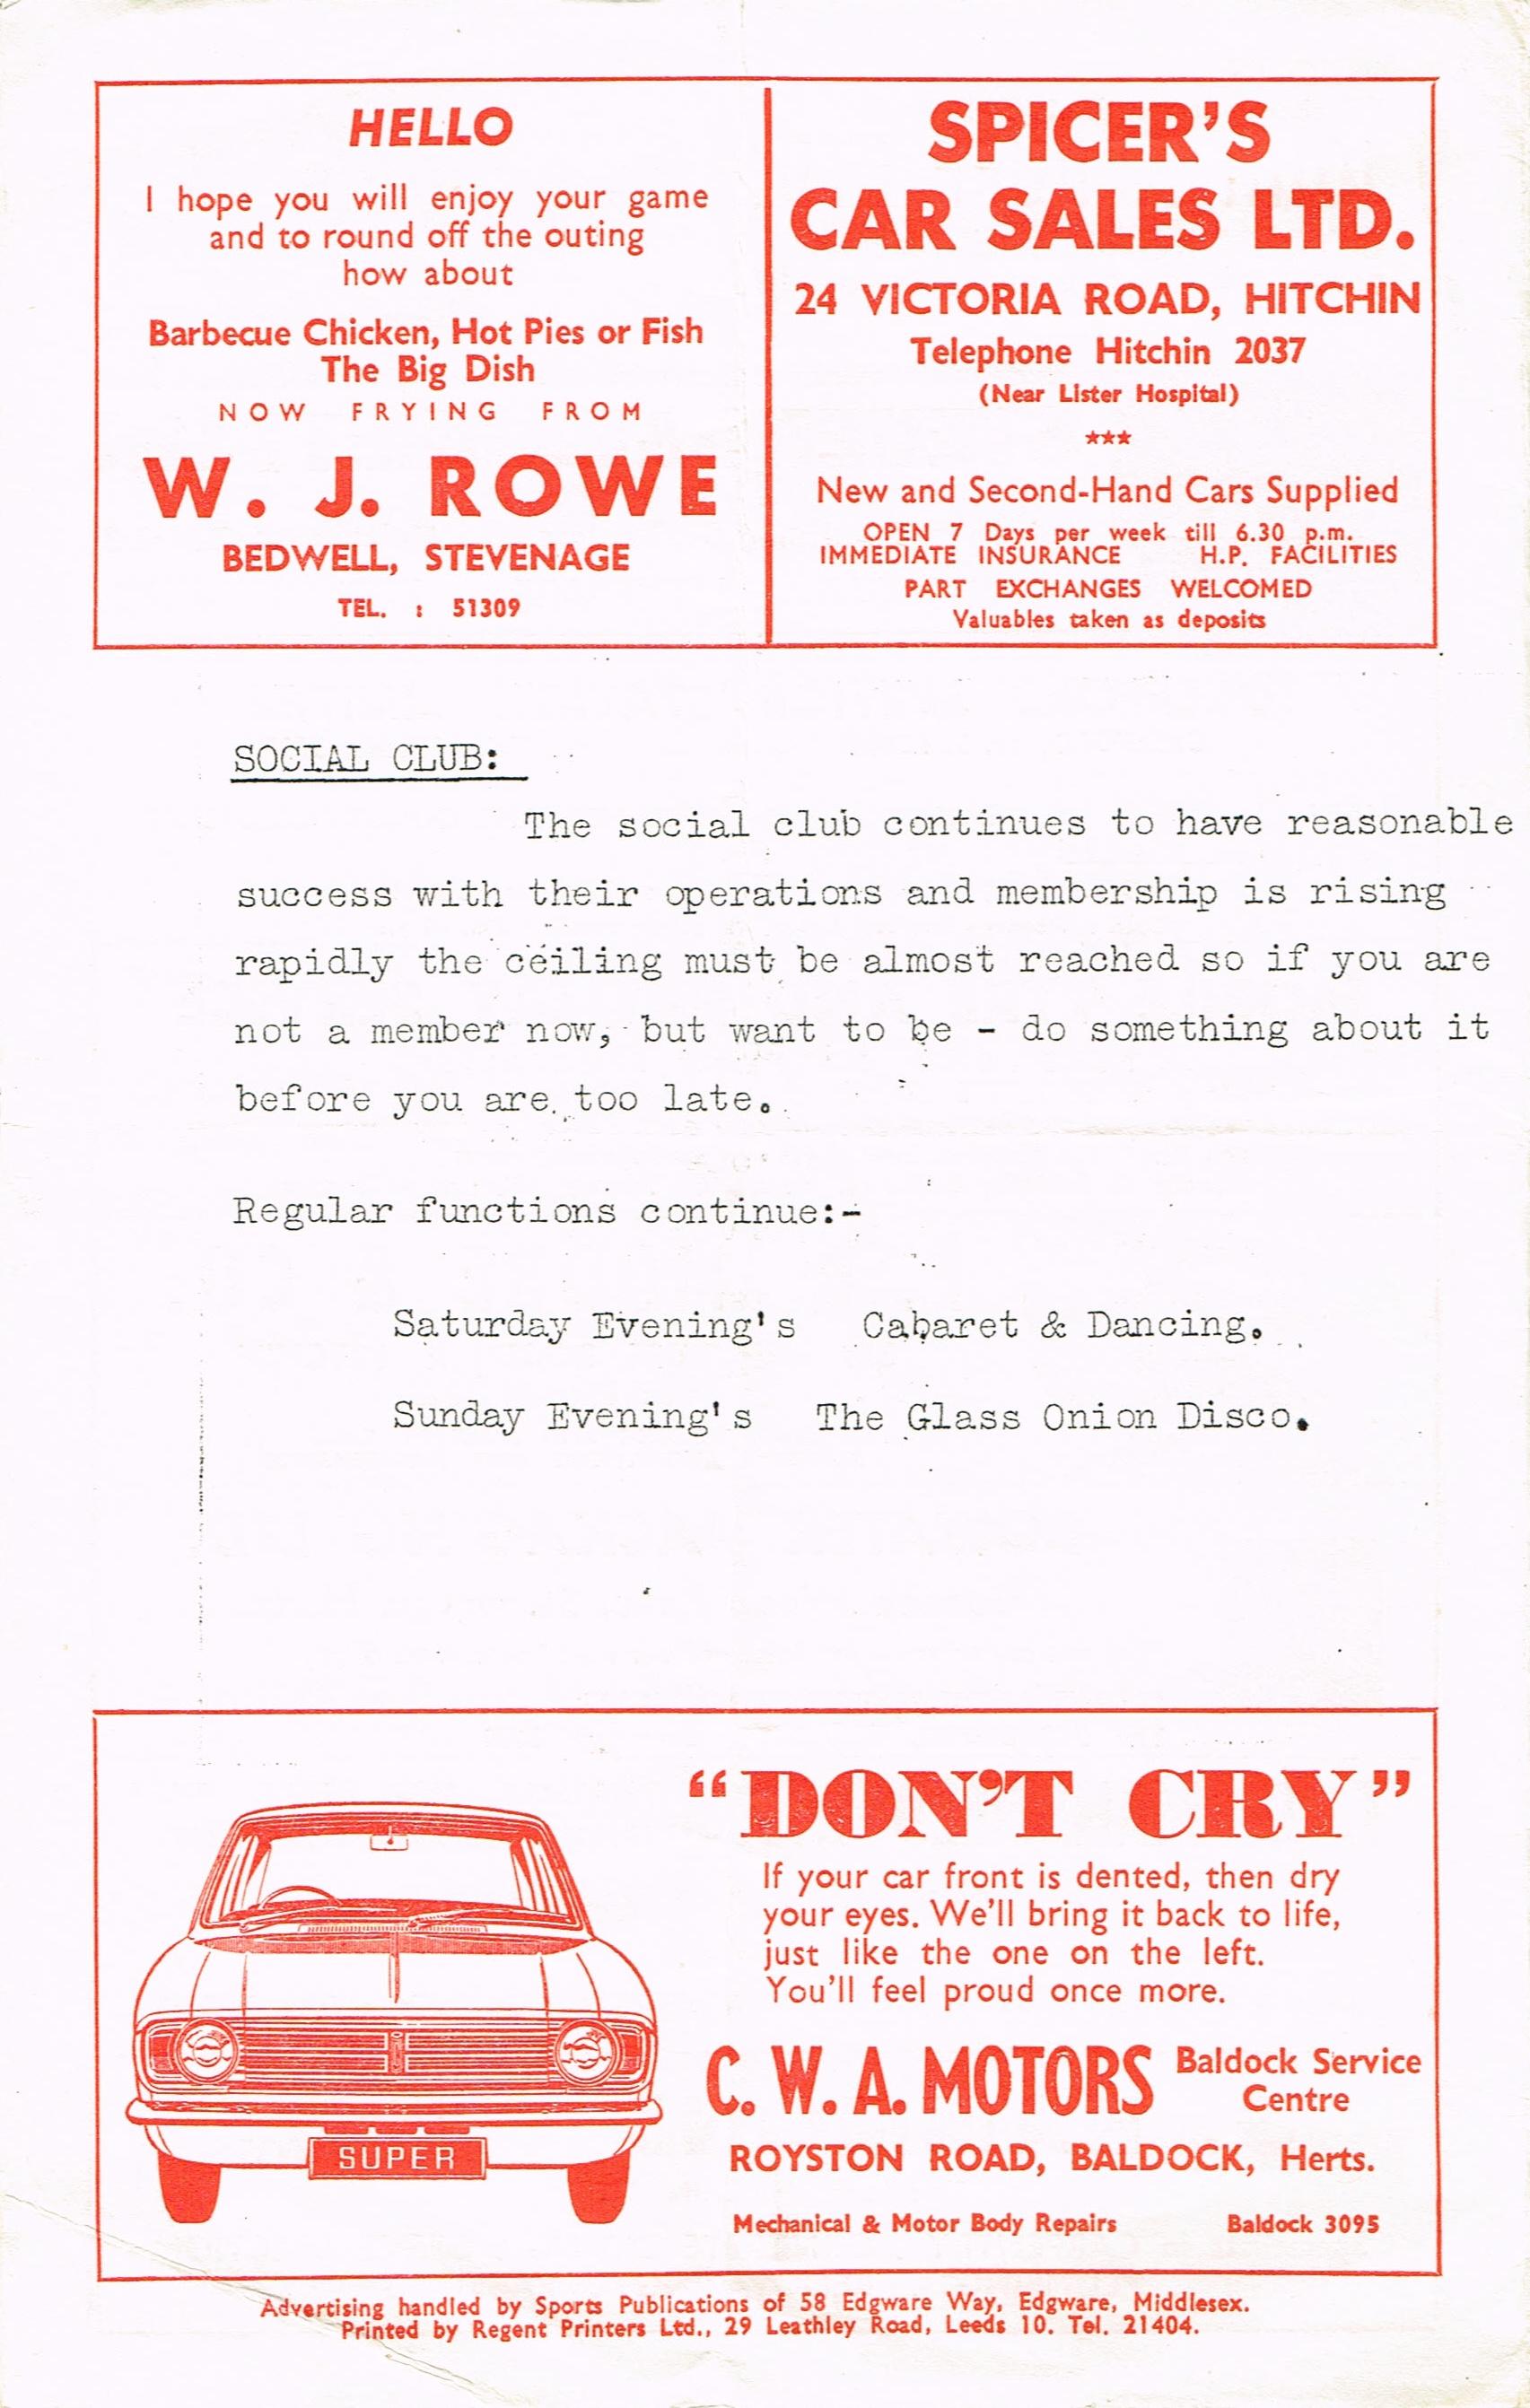 HELLO
I hope you will enjoy your game
and to round off the outing
how about
Barbecue Chicken, Hot Pies or Fish
The Big Dish
NOW FRYING FROM
W. J. ROWE
BEDWELL, STEVENAGE
TEL. : 51309
SPICER'S
CAR SALES LTD.
24 VICTORIA ROAD, HITCHIN
Telephone Hitchin 2037
(Near Lister Hospital)
***
New and Second-Hand Cars Supplied
OPEN 7 Days per week till 6.30 p.m.
IMMEDIATE INSURANCE H.P. FACILITIES
PART EXCHANGES WELCOMED
Valuables taken as deposits
SOCIAL CLUB:
The social club continues to have reasonable
success with their operations and membership is rising
rapidly the ceiling must be almost reached so if you are
not a member now, but want to be - do something about it
before you are too late.
Regular functions continue:-
Saturday Evening's Cabaret & Dancing.
Sunday Evening's The Glass Onion Disco.
"DON'T CRY"
If your car front is dented, then dry
your eyes. We'll bring it back to life,
just like the one on the left.
You'll feel proud once more.
C. W. A. MOTORS Baldock Service
Centre
ROYSTON ROAD, BALDOCK, Herts.
Mechanical & Motor Body Repairs Baldock 3095
SUPER
Advertising handled by Sports Publications of 58 Edgware Way, Edgware, Middlesex.
Printed by Regent Printers Ltd., 29 Leathley Road, Leeds 10. Tel. 21404.